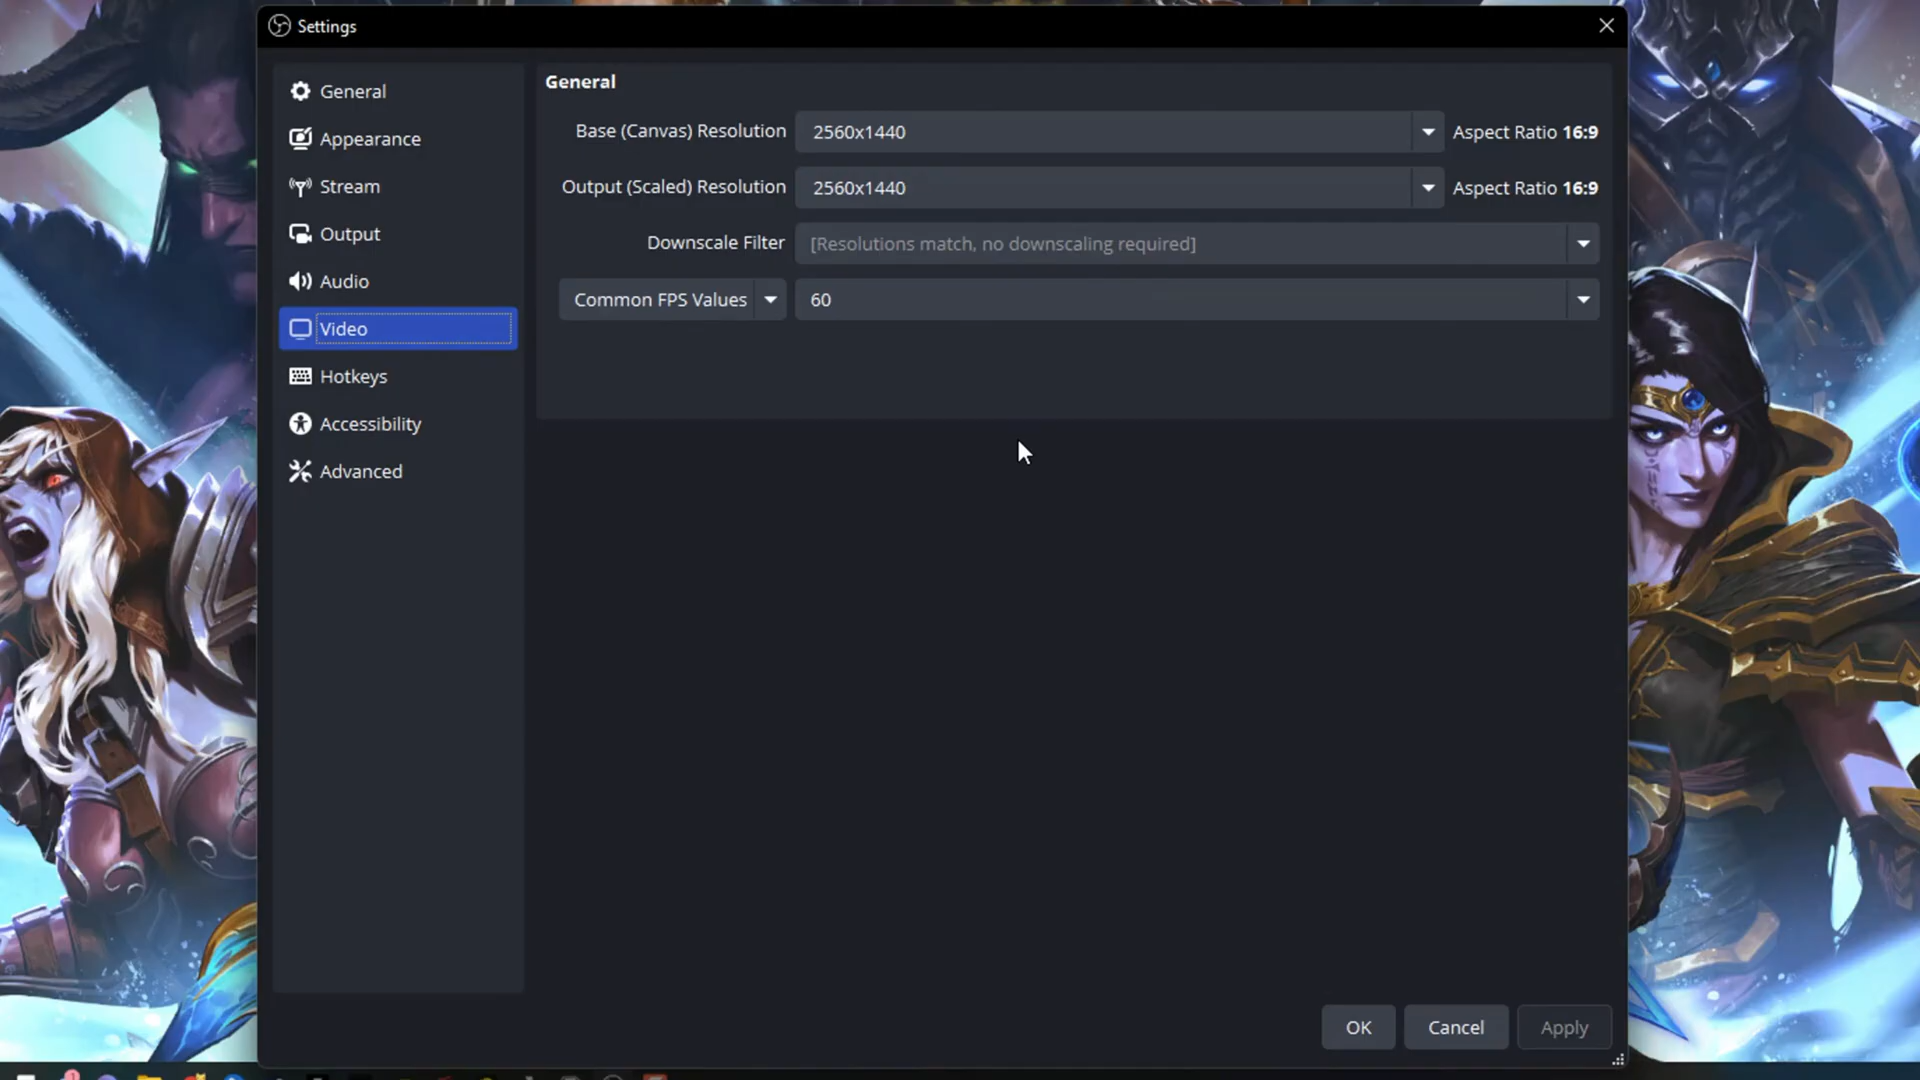 Settings
General
Appearance
Stream
Output
Audio
Video
Hotkeys
Accessibility
Advanced
General
Base (Canvas) Resolution 2560x1440 Aspect Ratio 16:9
Output (Scaled) Resolution 2560x1440 Aspect Ratio 16:9
Downscale Filter [Resolutions match, no downscaling required]
Common FPS Values 60
OK Cancel Apply